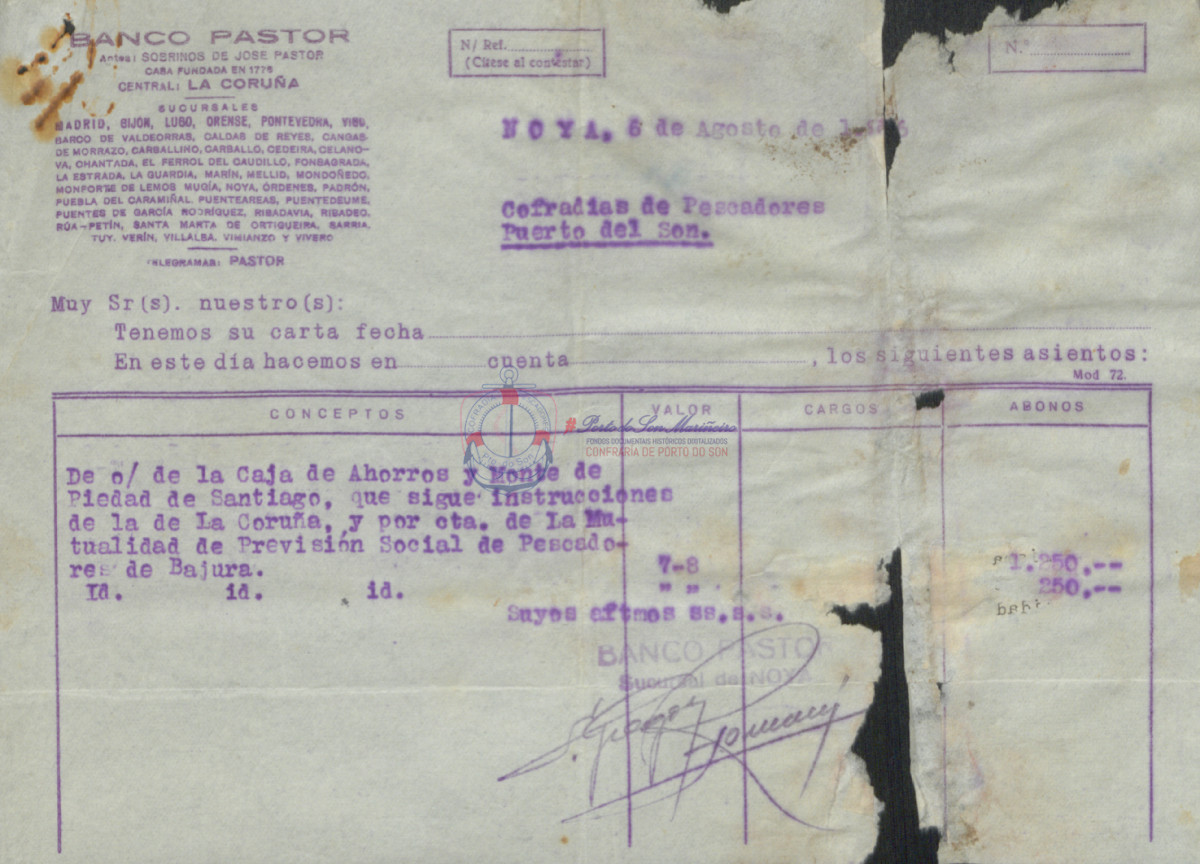 BANCO PASTOR
Antes: SOBRINOS DE JOSE PASTOR
CASA FUNDADA EN 1776
CENTRAL: LA CORUÑA
SUCURSALES
MADRID, GIJÓN, LUGO, ORENSE, PONTEVEDRA, VIGO,
BARCO DE VALDEORRAS, CALDAS DE REYES, CANGAS
DE MORRAZO, CARBALLINO, CARBALLO, CEDEIRA, CELANO-
VA, CHANTADA, EL FERROL DEL CAUDILLO, FONSAGRADA,
LA ESTRADA, LA GUARDIA, MARÍN, MELLID, MONDOÑEDO,
MONFORTE DE LEMOS MUGÍA, NOYA, ÓRDENES, PADRÓN,
PUEBLA DEL CARAMIÑAL, PUENTEAREAS, PUENTEDEUME,
PUENTES DE GARCÍA RODRÍGUEZ, RIBADAVIA, RIBADEO,
RÚA-PETÍN, SANTA MARTA DE ORTIGUEIRA, SARRIA,
TUY, VERÍN, VILLALBA, VIMIANZO Y VIVERO
TELEGRAMAS: PASTOR
N/ Ref.
(Cítese al contestar)
N.º
NOYA, 6 de Agosto de
Cofradias de Pescadores
Puerto del Son.
Muy Sr(s). nuestro(s):
Tenemos su carta fecha
En este día hacemos en cuenta , los siguientes asientos:
Mod 72.
CONCEPTOS VALOR CARGOS ABONOS
#Porto do Son Mariñeiro
FONDOS DOCUMENTAIS HISTÓRICOS DIXITALIZADOS
CONFRARÍA DE PORTO DO SON
De o/ de la Caja de Ahorros y Monte de
Piedad de Santiago, que sigue instrucciones
de la de La Coruña, y por cta. de La Mu-
tualidad de Previsión Social de Pescado-
res de Bajura. 7-8 1.250,--
Id. id. id. " " 250,--
Suyos aftmos ss.s.s.
BANCO PASTOR
Sucursal de NOYA